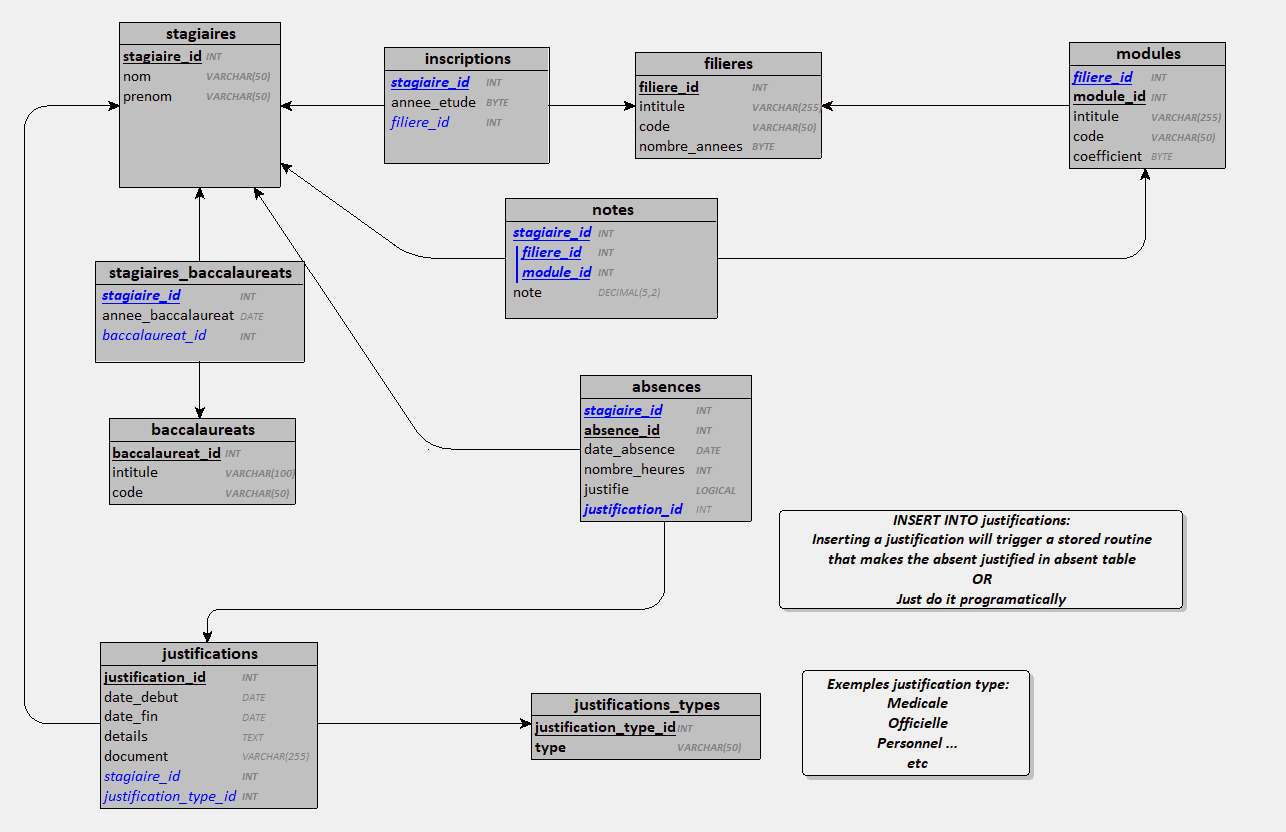 stagiaires
stagiaire_id INT
nom VARCHAR(50)
prenom VARCHAR(50)
inscriptions
stagiaire_id INT
annee_etude BYTE
filiere_id INT
filieres
filiere_id INT
intitule VARCHAR(255)
code VARCHAR(50)
nombre_annees BYTE
modules
filiere_id INT
module_id INT
intitule VARCHAR(255)
code VARCHAR(50)
coefficient BYTE
notes
stagiaire_id INT
filiere_id INT
module_id INT
note DECIMAL(5,2)
stagiaires_baccalaureats
stagiaire_id INT
annee_baccalaureat DATE
baccalaureat_id INT
baccalaureats
baccalaureat_id INT
intitule VARCHAR(100)
code VARCHAR(50)
absences
stagiaire_id INT
absence_id INT
date_absence DATE
nombre_heures INT
justifie LOGICAL
justification_id INT
INSERT INTO justifications:
Inserting a justification will trigger a stored routine
that makes the absent justified in absent table
OR
Just do it programatically
justifications
justification_id INT
date_debut DATE
date_fin DATE
details TEXT
document VARCHAR(255)
stagiaire_id INT
justification_type_id INT
justifications_types
justification_type_id INT
type VARCHAR(50)
Exemples justification type:
Medicale
Officielle
Personnel ...
etc